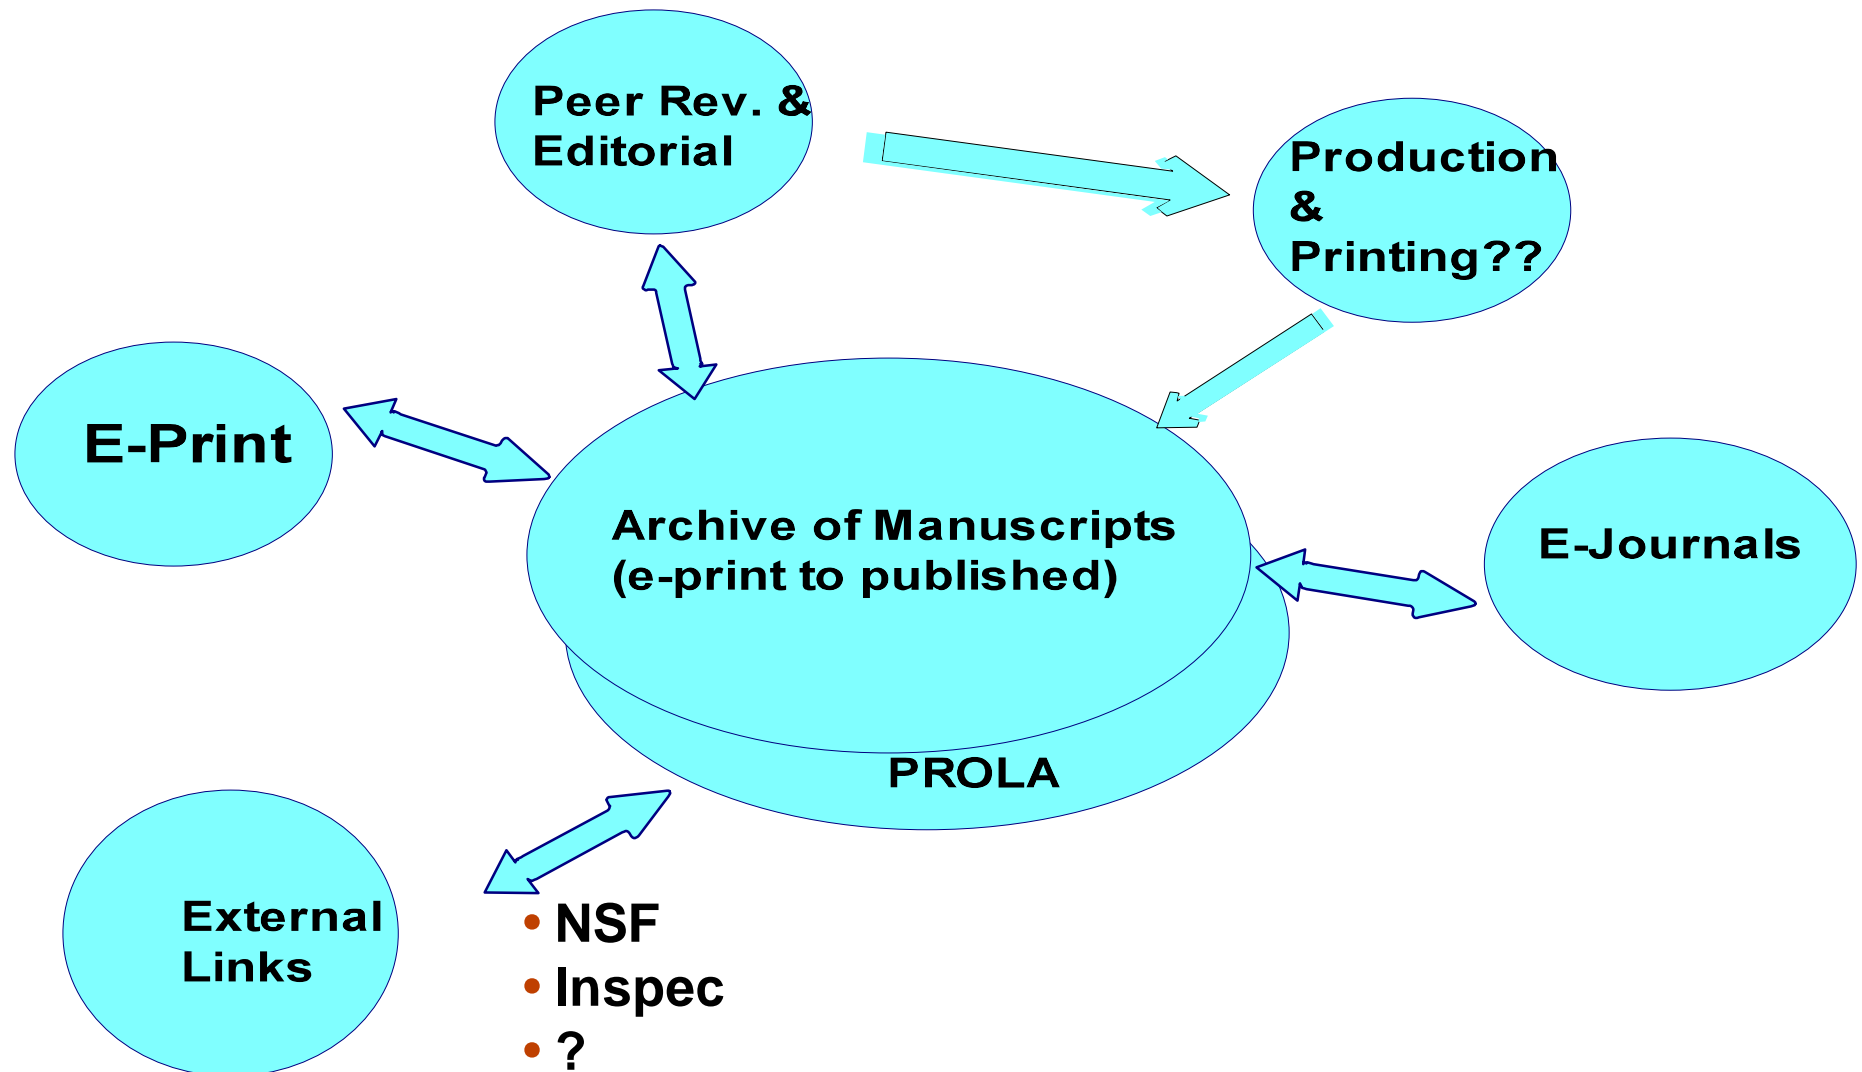 Peer Rev. &
Editorial
Production
&
Printing??
E-Print
Archive of Manuscripts
(e-print to published)
E-Journals
PROLA
External
Links
• NSF
• Inspec
• ?